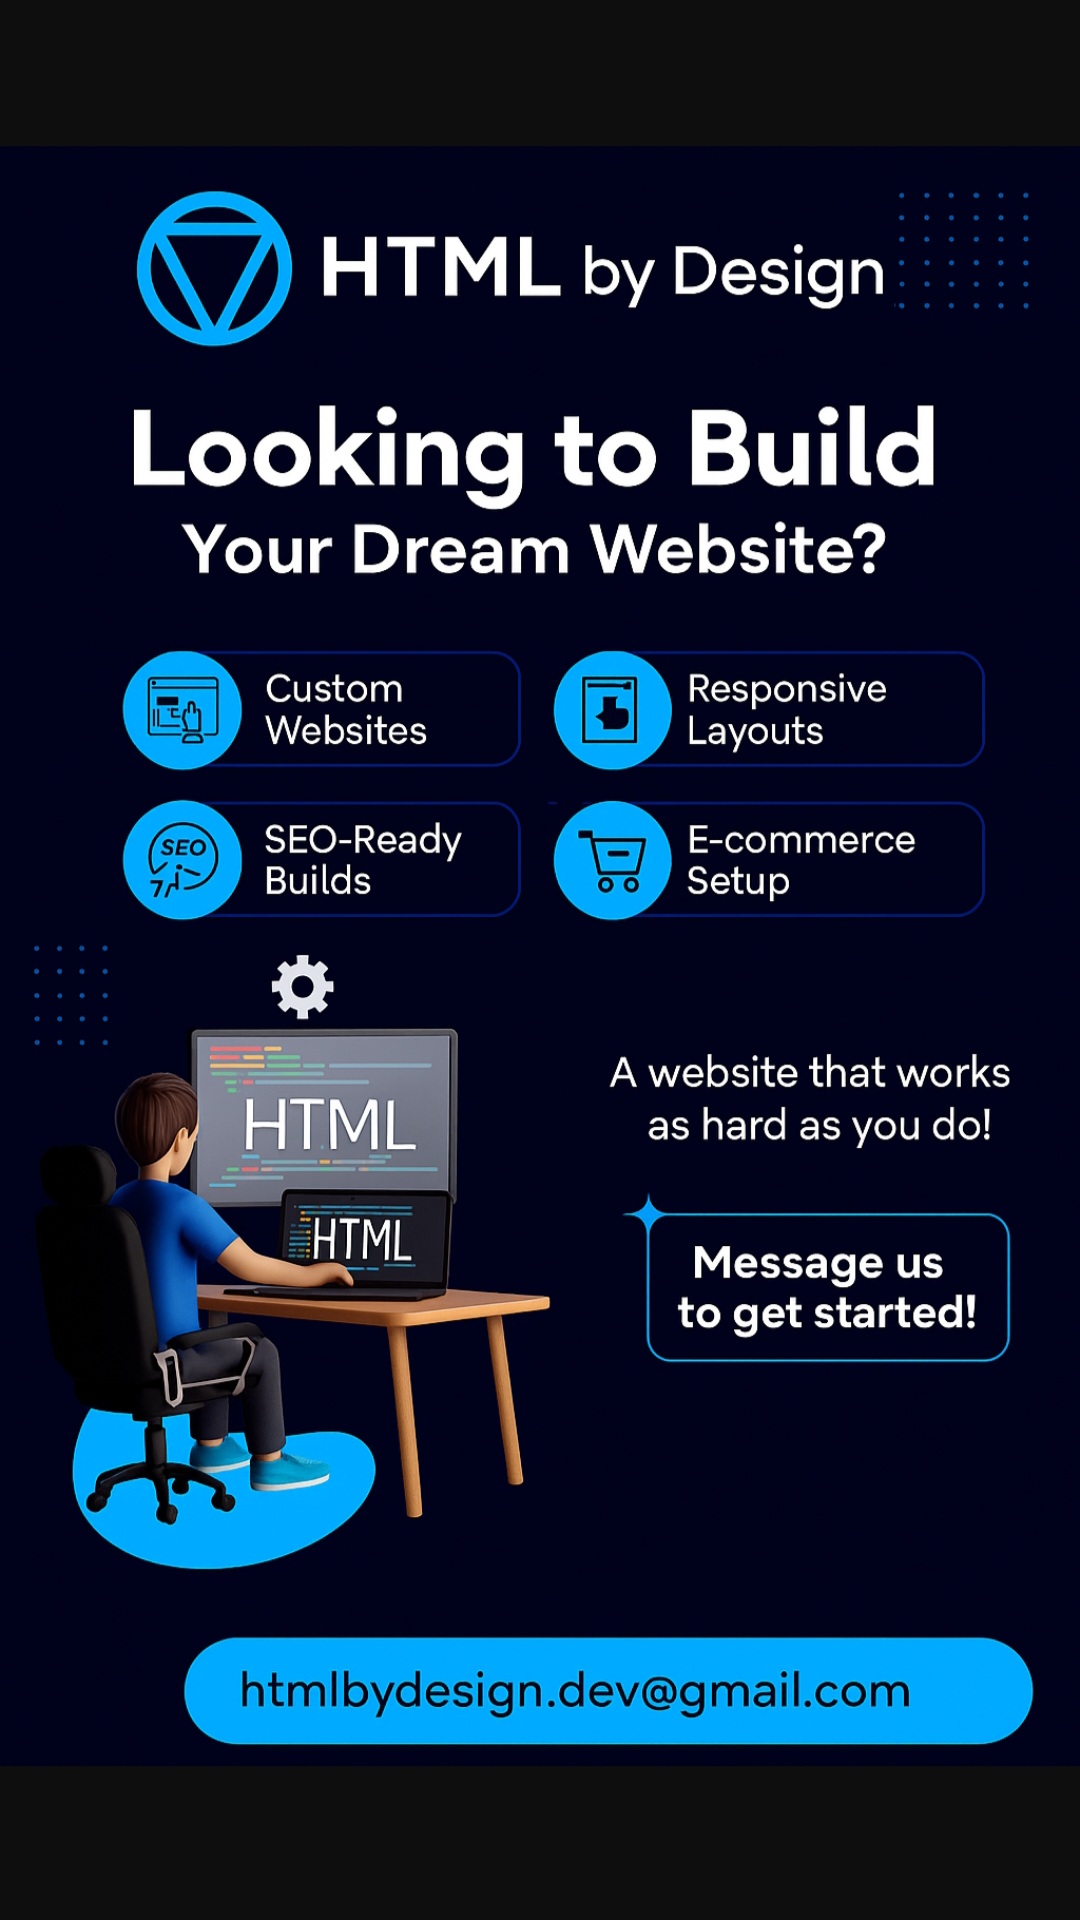 HTML by Design
Looking to Build
Your Dream Website?
Custom
Websites
Responsive
Layouts
SEO
SEO-Ready
Builds
E-commerce
Setup
HTML
HTML
A website that works
as hard as you do!
Message us
to get started!
htmlbydesign.dev@gmail.com